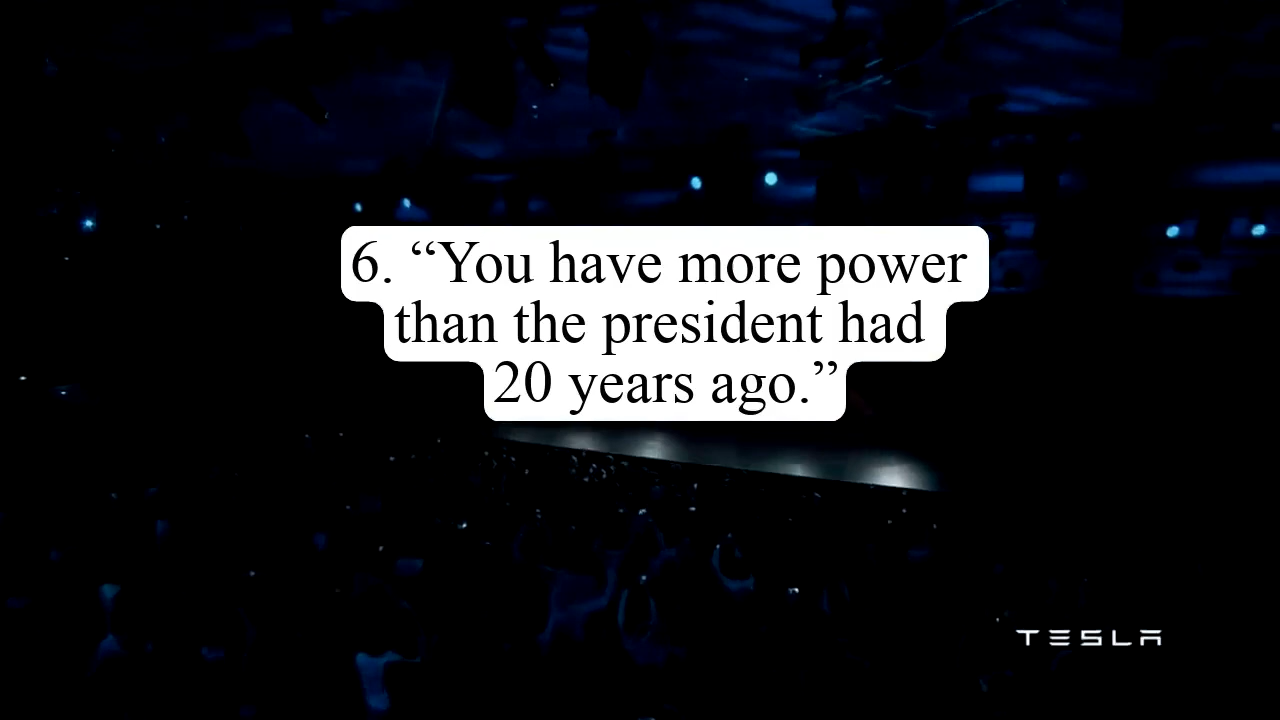 6. “You have more power
than the president had
20 years ago.”
TESLA